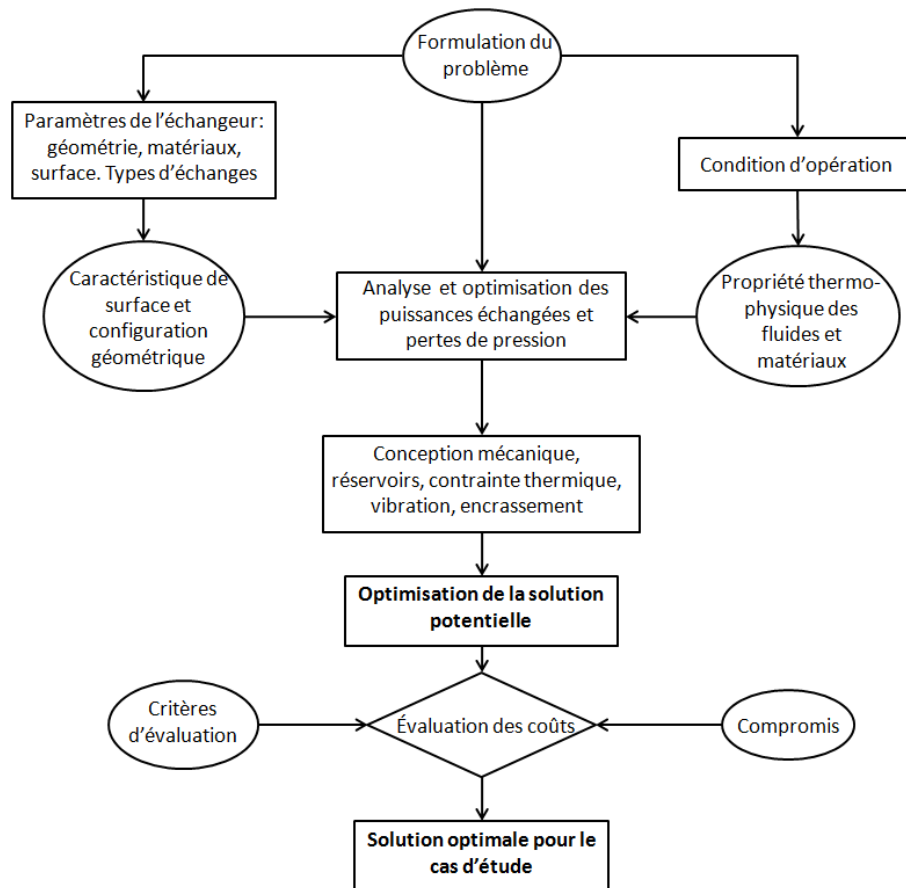 Formulation du
problème
Paramètres de l'échangeur:
géométrie, matériaux,
surface. Types d'échanges
Condition d'opération
Caractéristique de
surface et
configuration
géométrique
Analyse et optimisation des
puissances échangées et
pertes de pression
Propriété thermo-
physique des
fluides et
matériaux
Conception mécanique,
réservoirs, contrainte thermique,
vibration, encrassement
Optimisation de la solution
potentielle
Critères
d'évaluation
Évaluation des coûts
Compromis
Solution optimale pour le
cas d'étude